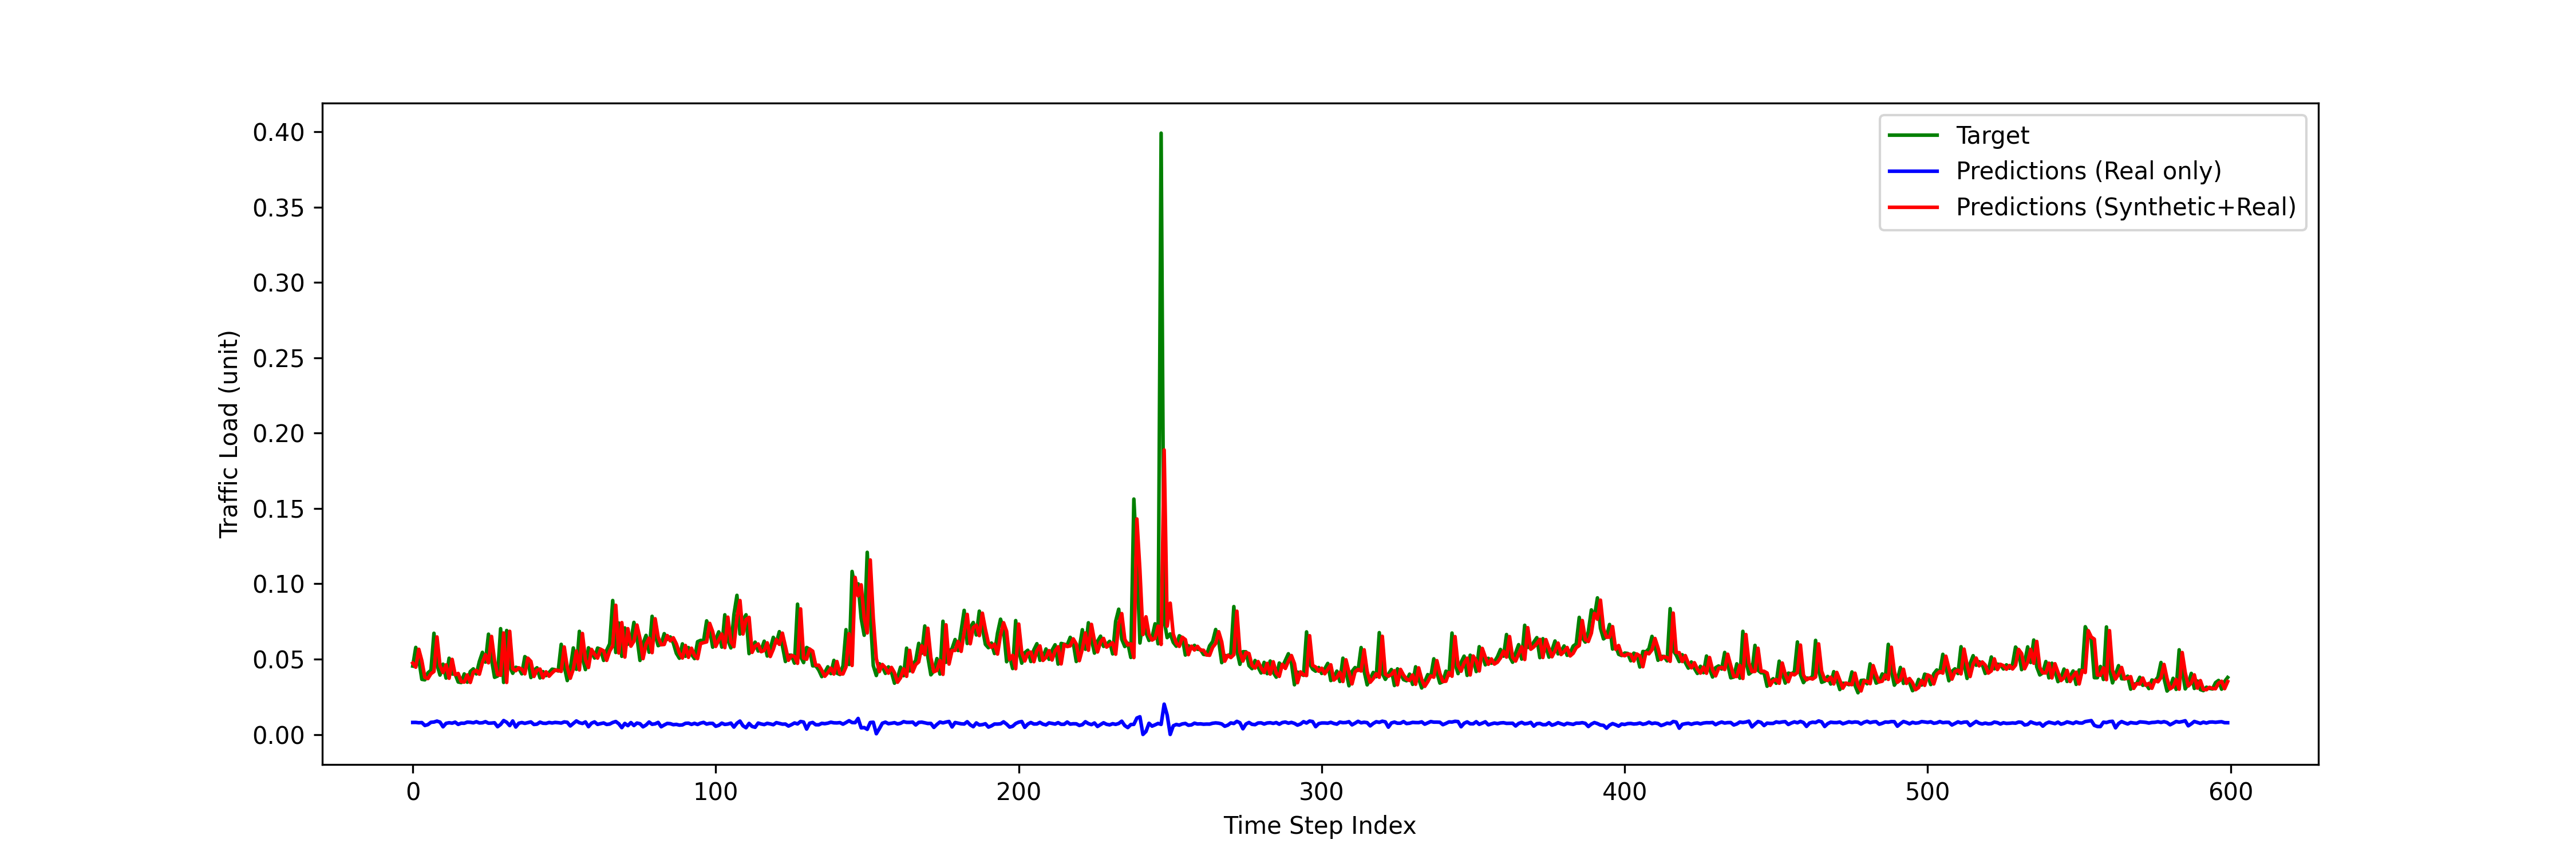 Target
Predictions (Real only)
Predictions (Synthetic+Real)
Traffic Load (unit)
0.40
0.35
0.30
0.25
0.20
0.15
0.10
0.05
0.00
0 100 200 300 400 500 600
Time Step Index